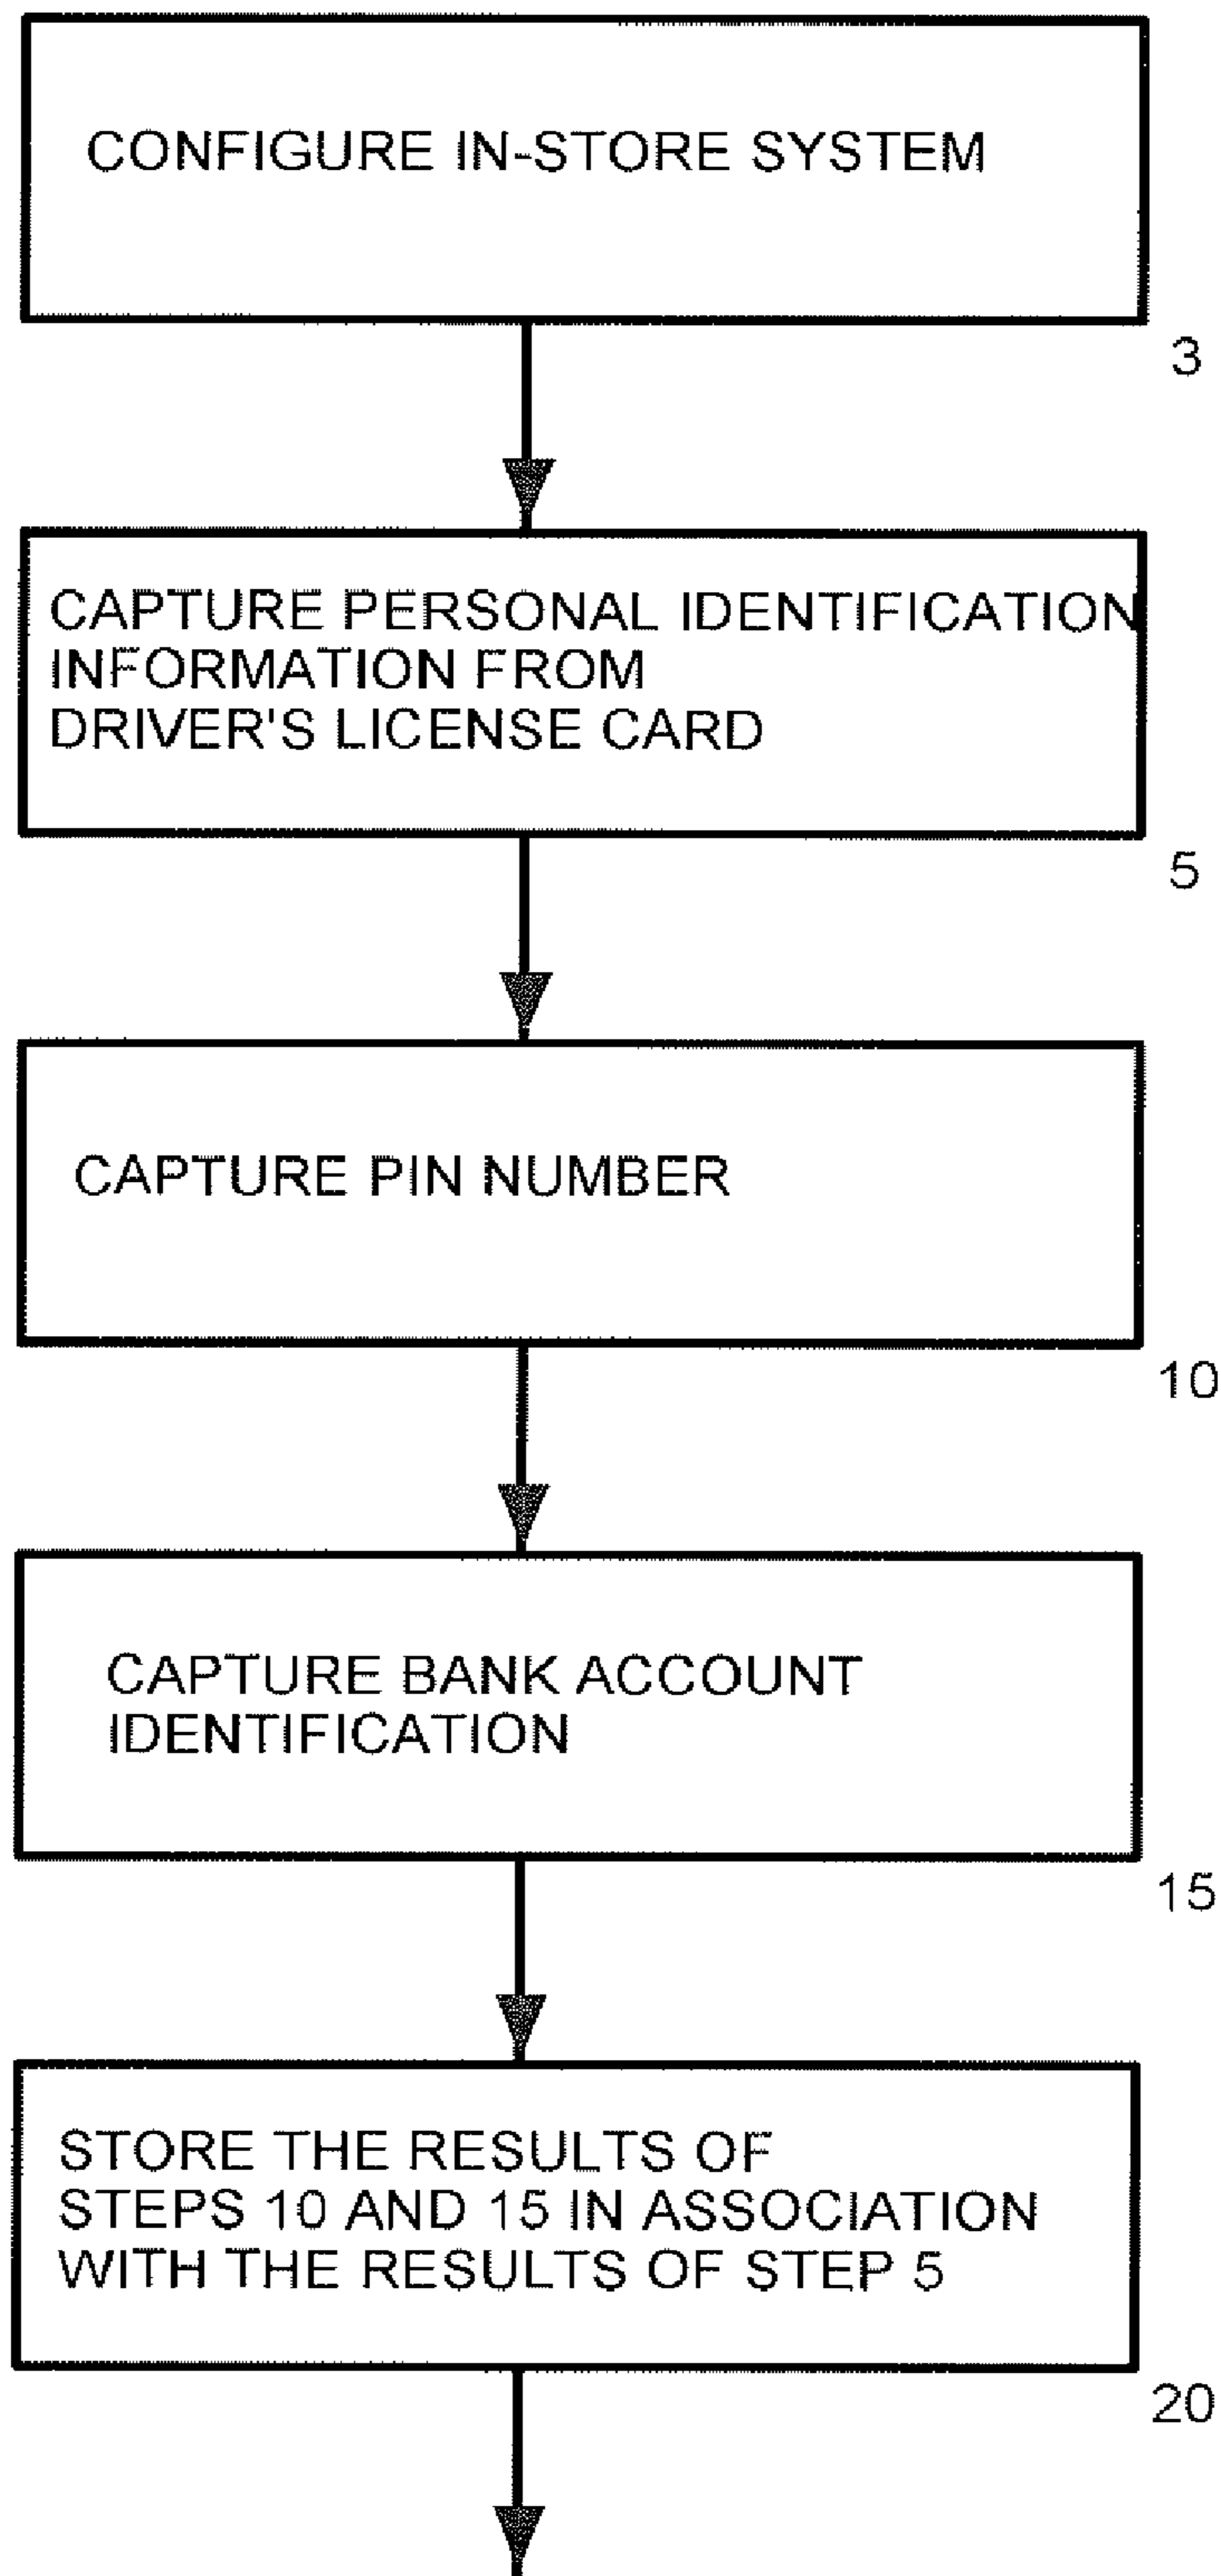 CONFIGURE IN-STORE SYSTEM
3
CAPTURE PERSONAL IDENTIFICATION
INFORMATION FROM
DRIVER'S LICENSE CARD
5
CAPTURE PIN NUMBER
10
CAPTURE BANK ACCOUNT
IDENTIFICATION
15
STORE THE RESULTS OF
STEPS 10 AND 15 IN ASSOCIATION
WITH THE RESULTS OF STEP 5
20